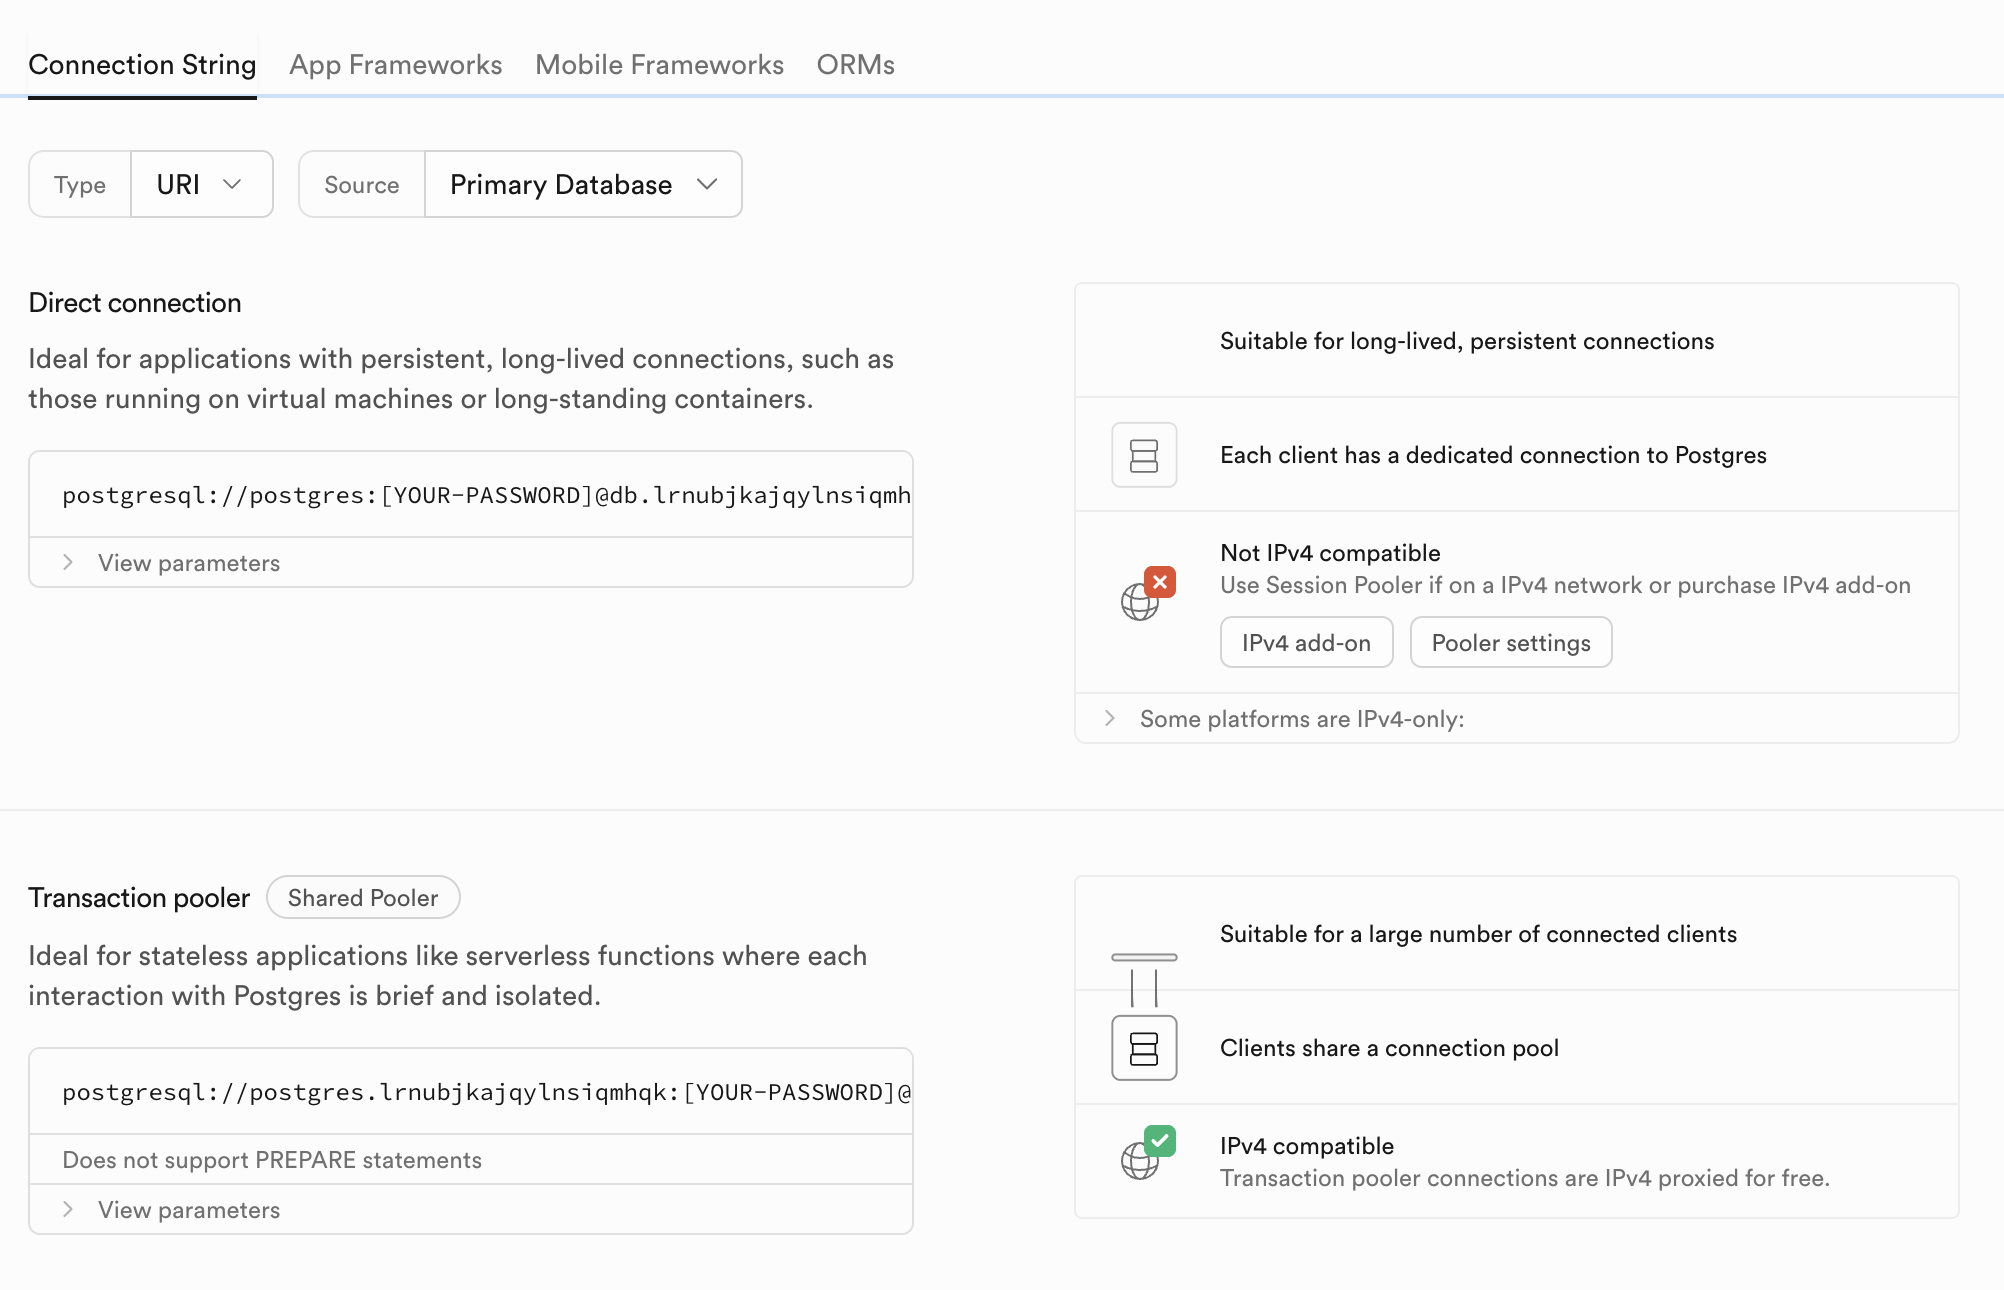 Connection String App Frameworks Mobile Frameworks ORMs
Type URI Source Primary Database
Direct connection
Ideal for applications with persistent, long-lived connections, such as
those running on virtual machines or long-standing containers.
postgresql://postgres:[YOUR-PASSWORD]@db.lrnubjkajqylnsiqmh
View parameters
Suitable for long-lived, persistent connections
Each client has a dedicated connection to Postgres
Not IPv4 compatible
Use Session Pooler if on a IPv4 network or purchase IPv4 add-on
IPv4 add-on Pooler settings
Some platforms are IPv4-only:
Transaction pooler Shared Pooler
Ideal for stateless applications like serverless functions where each
interaction with Postgres is brief and isolated.
postgresql://postgres.lrnubjkajqylnsiqmhqk:[YOUR-PASSWORD]@
Does not support PREPARE statements
View parameters
Suitable for a large number of connected clients
Clients share a connection pool
IPv4 compatible
Transaction pooler connections are IPv4 proxied for free.